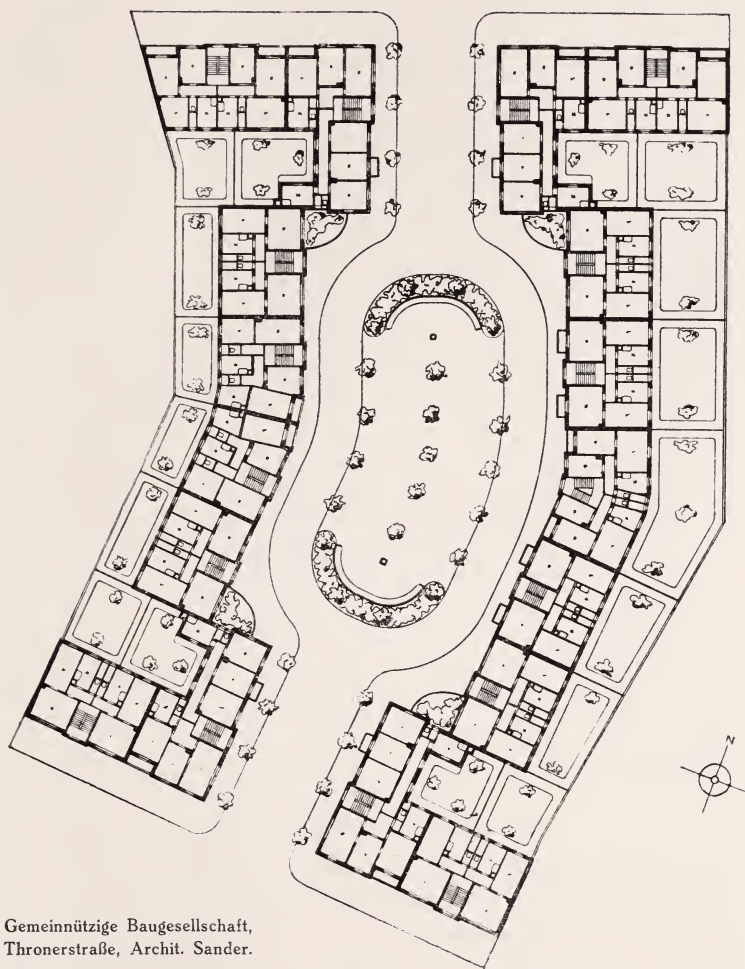 N
Gemeinnützige Baugesellschaft,
Thronerstraße, Archit. Sander.